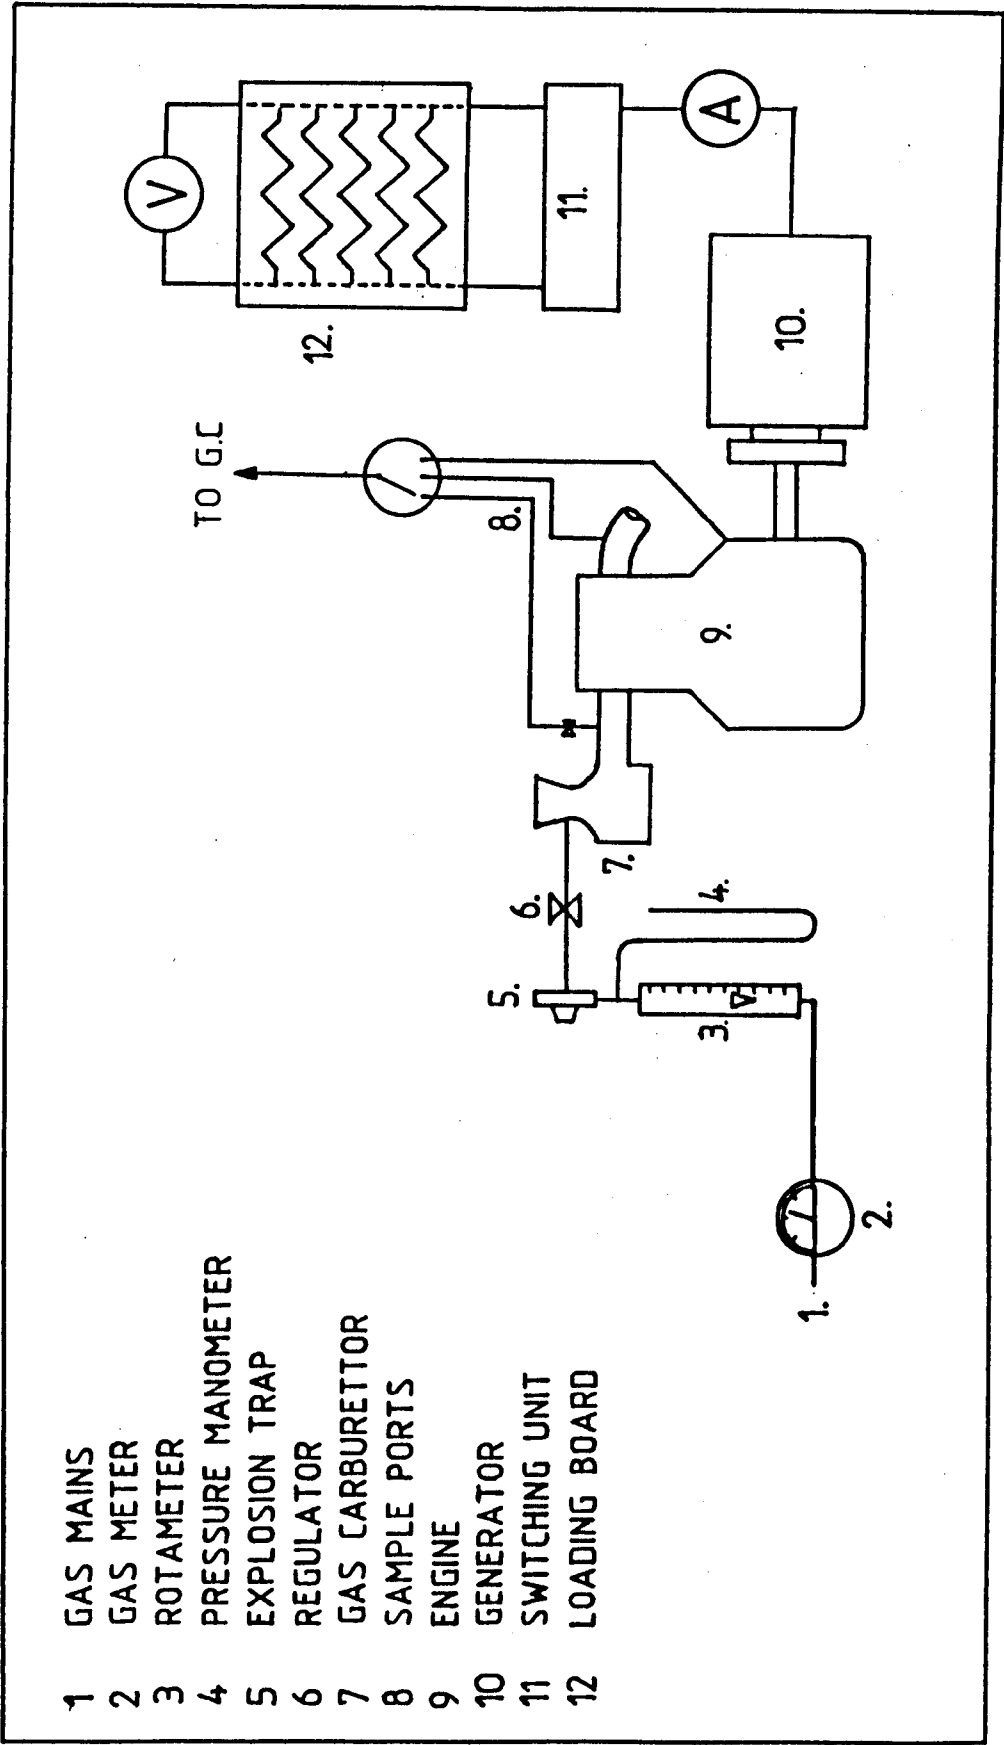 1 GAS MAINS
2 GAS METER
3 ROTAMETER
4 PRESSURE MANOMETER
5 EXPLOSION TRAP
6 REGULATOR
7 GAS CARBURETTOR
8 SAMPLE PORTS
9 ENGINE
10 GENERATOR
11 SWITCHING UNIT
12 LOADING BOARD
TO G.C
V
12.
11.
A
8.
10.
9.
7.
6.
5.
4.
3.
2.
1.